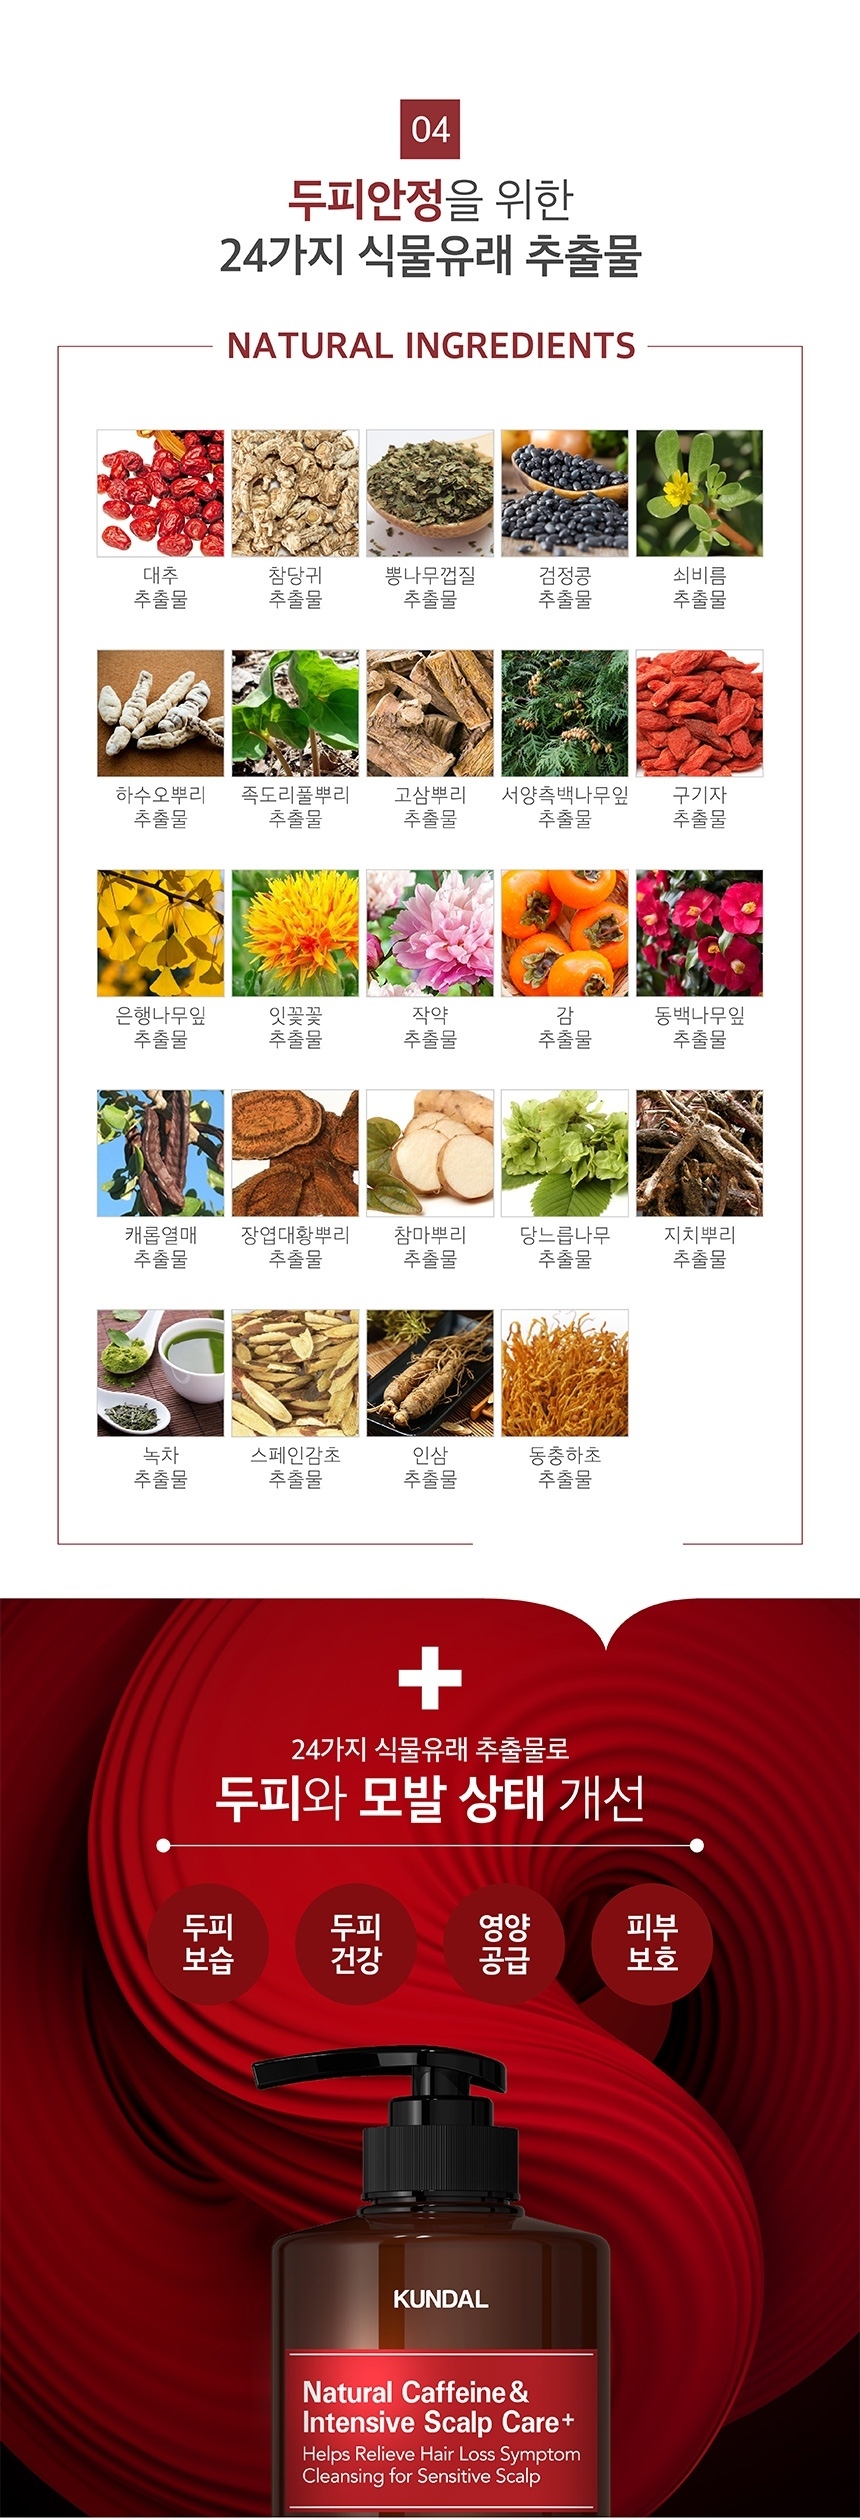 04
두피안정을 위한
24가지 식물유래 추출물
NATURAL INGREDIENTS
대추
추출물
참당귀
추출물
뽕나무껍질
추출물
검정콩
추출물
쇠비름
추출물
하수오뿌리
추출물
족도리풀뿌리
추출물
고삼뿌리
추출물
서양측백나무잎
추출물
구기자
추출물
은행나무잎
추출물
잇꽃꽃
추출물
작약
추출물
감
추출물
동백나무잎
추출물
캐롭열매
추출물
장엽대황뿌리
추출물
참마뿌리
추출물
당느릅나무
추출물
지치뿌리
추출물
녹차
추출물
스페인감초
추출물
인삼
추출물
동충하초
추출물
24가지 식물유래 추출물로
두피와 모발 상태 개선
두피
보습
두피
건강
영양
공급
피부
보호
KUNDAL
Natural Caffeine&
Intensive Scalp Care+
Helps Relieve Hair Loss Symptom
Cleansing for Sensitive Scalp